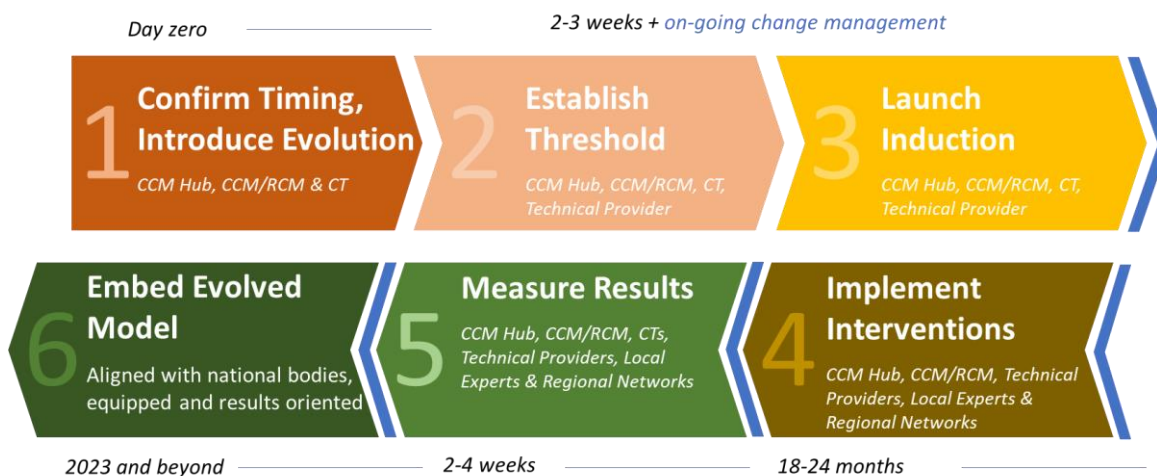 Day zero
2-3 weeks + on-going change management
1
Confirm Timing,
Introduce Evolution
CCM Hub, CCM/RCM & CT
2
Establish
Threshold
CCM Hub, CCM/RCM, CT,
Technical Provider
3
Launch
Induction
CCM Hub, CCM/RCM, CT,
Technical Provider
6
Embed Evolved
Model
Aligned with national bodies,
equipped and results oriented
5
Measure Results
CCM Hub, CCM/RCM, CTs,
Technical Providers, Local
Experts & Regional Networks
4
Implement
Interventions
CCM Hub, CCM/RCM, Technical
Providers, Local Experts &
Regional Networks
2023 and beyond
2-4 weeks
18-24 months